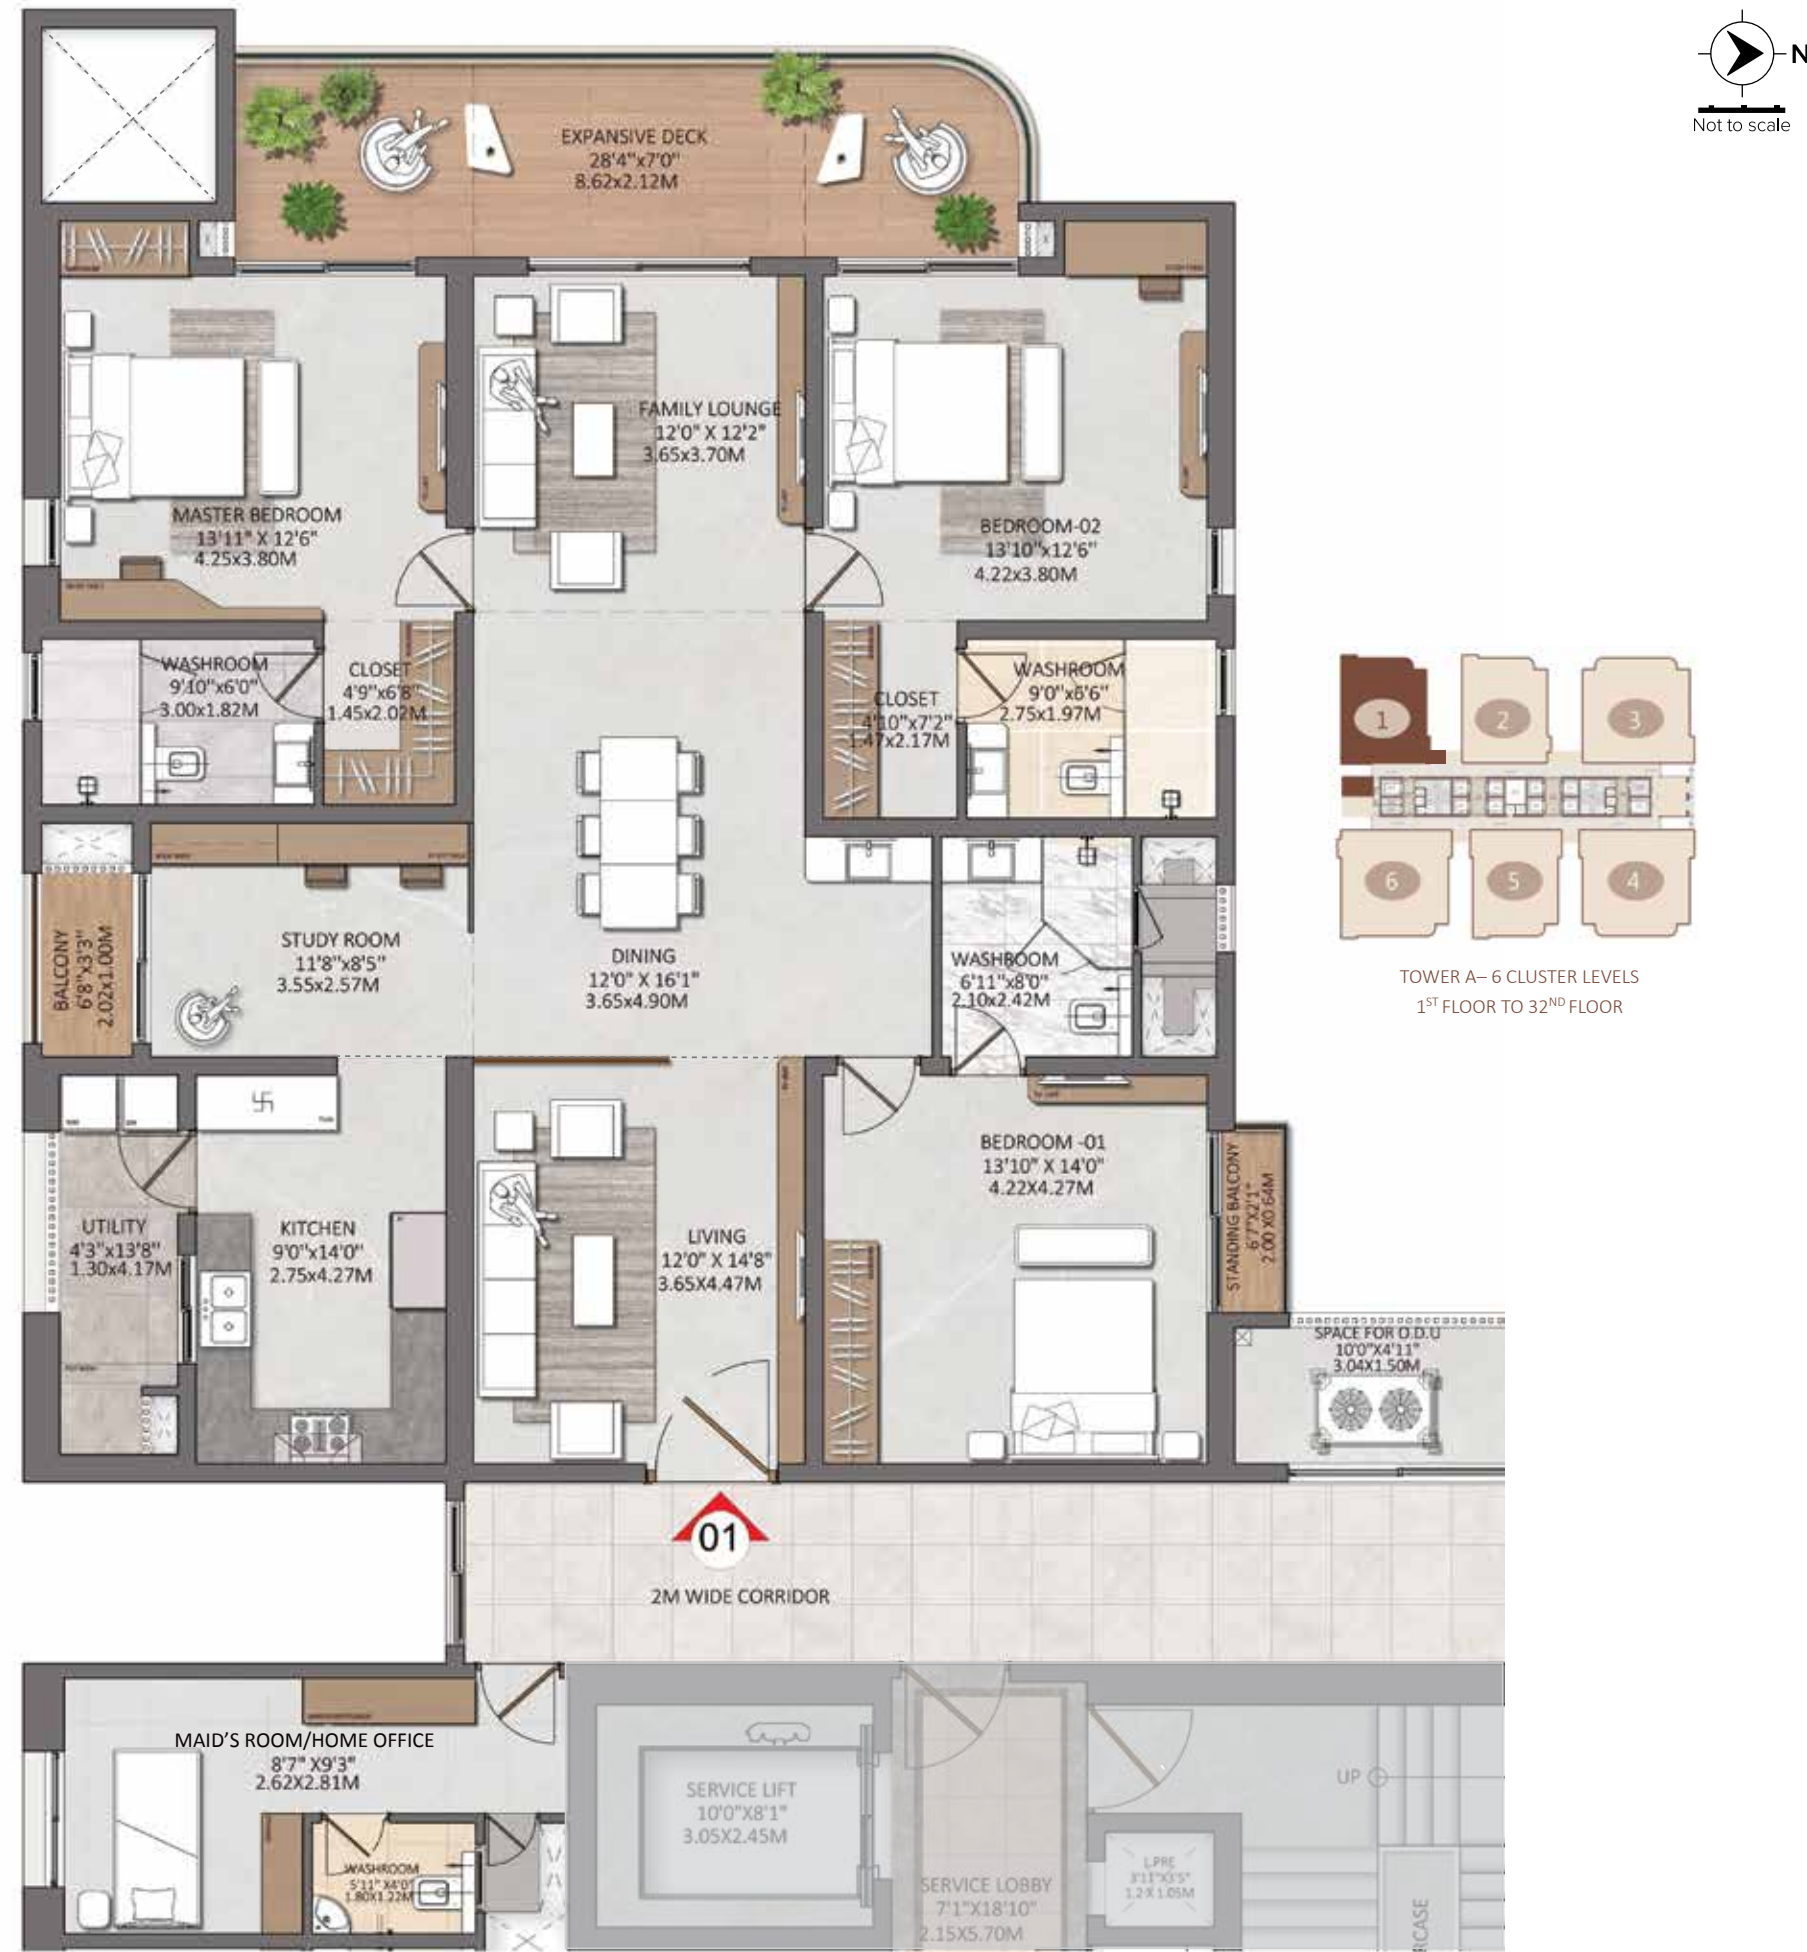 N
Not to scale
EXPANSIVE DECK
28'4"x7'0"
8.62x2.12M
FAMILY LOUNGE
12'0" X 12'2"
3.65x3.70M
MASTER BEDROOM
13'11" X 12'6"
4.25x3.80M
BEDROOM-02
13'10"x12'6"
4.22x3.80M
WASHROOM
9'10"x6'0"
3.00x1.82M
CLOSET
4'9"x6'8"
1.45x2.02M
CLOSET
4'10"x7'2"
1.47x2.17M
WASHROOM
9'0"x6'6"
2.75x1.97M
1
2
3
6
5
4
TOWER A– 6 CLUSTER LEVELS
1ST FLOOR TO 32ND FLOOR
BALCONY
6'8"x3'3"
2.02x1.00M
STUDY ROOM
11'8"x8'5"
3.55x2.57M
DINING
12'0" X 16'1"
3.65x4.90M
WASHROOM
6'11"x8'0"
2.10x2.42M
BEDROOM -01
13'10" X 14'0"
4.22X4.27M
STANDING BALCONY
6'7"X2'1"
2.00 X0.64M
UTILITY
4'3"x13'8"
1.30x4.17M
KITCHEN
9'0"x14'0"
2.75x4.27M
LIVING
12'0" X 14'8"
3.65X4.47M
SPACE FOR O.D.U
10'0"X4'11"
3.04X1.50M
01
2M WIDE CORRIDOR
MAID'S ROOM/HOME OFFICE
8'7" X9'3"
2.62X2.81M
WASHROOM
5'11" X4'0"
1.80X1.22M
SERVICE LIFT
10'0"X8'1"
3.05X2.45M
SERVICE LOBBY
7'1"X18'10"
2.15X5.70M
UP
L.PRE
3'11"X3'5"
1.2 X 1.05M
RCASE